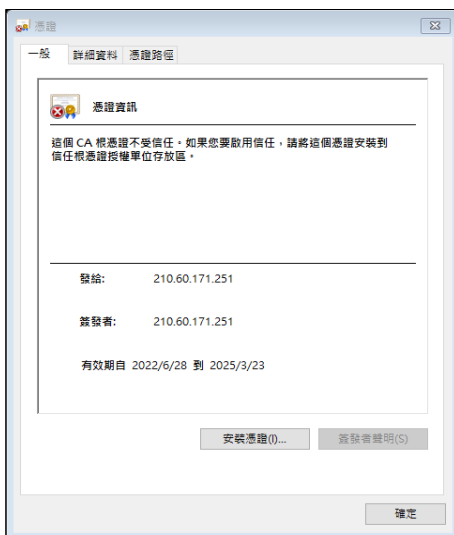 憑證
一般 詳細資料 憑證路徑
憑證資訊
這個 CA 根憑證不受信任。如果您要啟用信任，請將這個憑證安裝到
信任根憑證授權單位存放區。
發給: 210.60.171.251
簽發者: 210.60.171.251
有效期自 2022/6/28 到 2025/3/23
安裝憑證(I)... 簽發者聲明(S)
確定